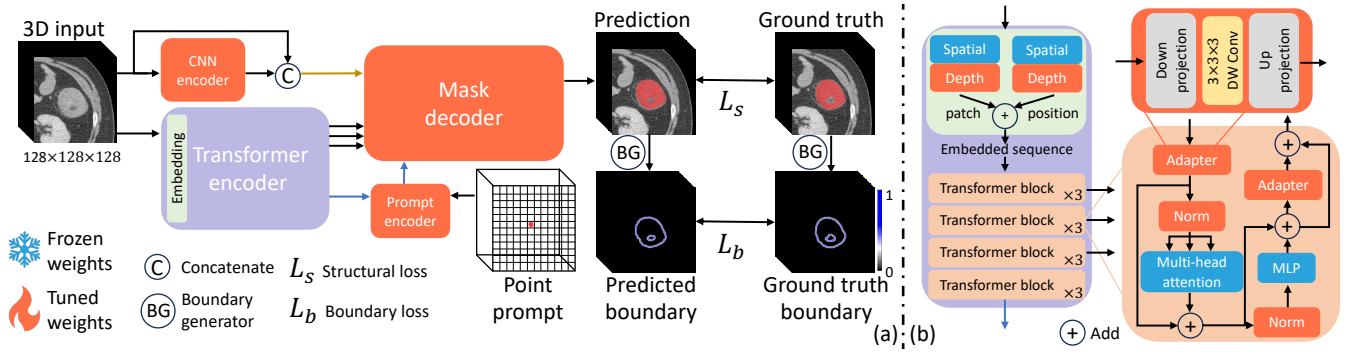 3D input
128×128×128
CNN
encoder
C
Embedding
Transformer
encoder
Mask
decoder
Prompt
encoder
Point
prompt
Prediction
Ground truth
L_s
BG
BG
L_b
1
0
Predicted
boundary
Ground truth
boundary
Frozen
weights
Tuned
weights
C Concatenate
BG Boundary
generator
L_s Structural loss
L_b Boundary loss
(a)
(b)
Spatial
Spatial
Depth
Depth
patch
+
position
Embedded sequence
Transformer block ×3
Transformer block ×3
Transformer block ×3
Transformer block ×3
+ Add
Down
projection
3×3×3
DW Conv
Up
projection
Adapter
Norm
Multi-head
attention
+
+
Adapter
+
MLP
Norm